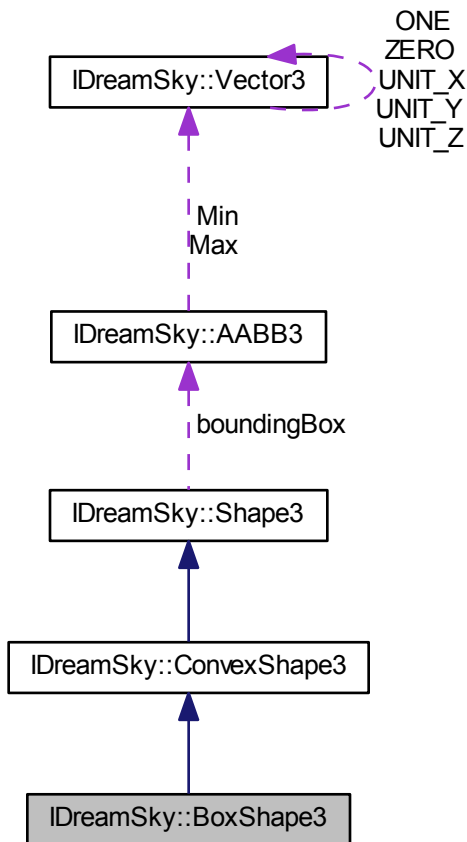 ONE
ZERO
IDreamSky::Vector3
UNIT_X
UNIT_Y
UNIT_Z
Min
Max
IDreamSky::AABB3
boundingBox
IDreamSky::Shape3
IDreamSky::ConvexShape3
IDreamSky::BoxShape3